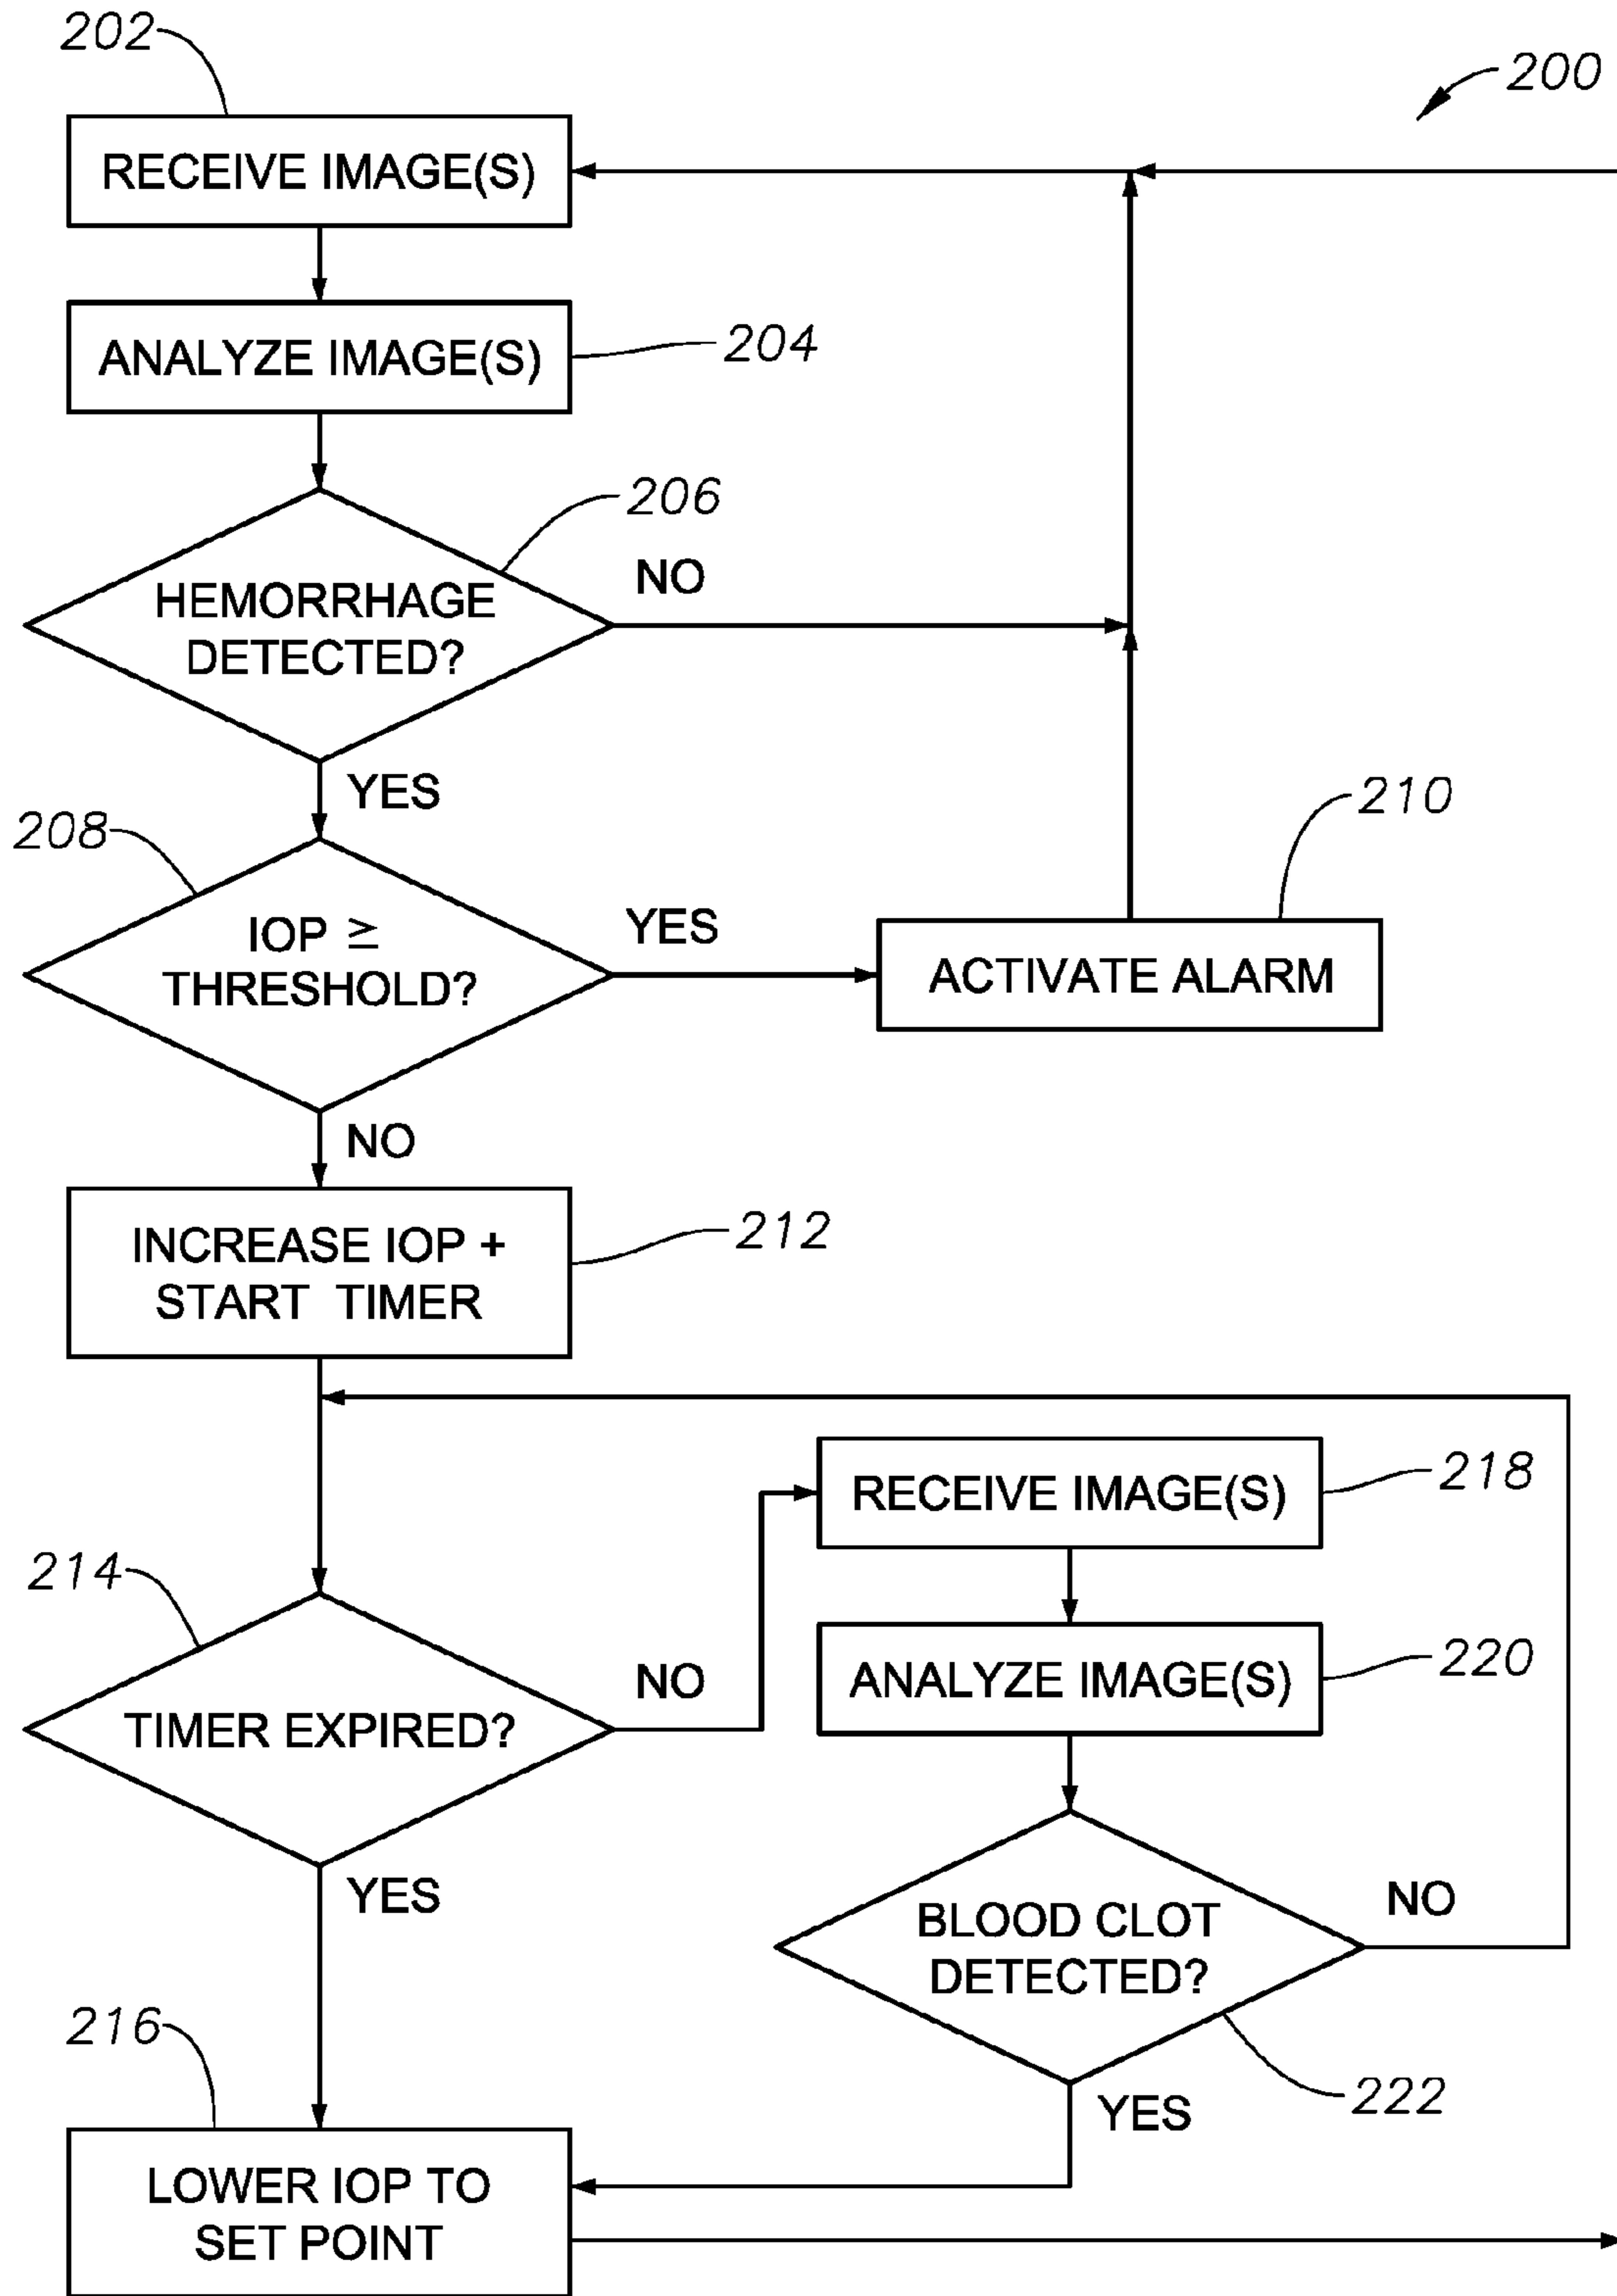 202
200
RECEIVE IMAGE(S)
ANALYZE IMAGE(S)
204
206
HEMORRHAGE
DETECTED?
NO
YES
208
210
IOP ≥
THRESHOLD?
YES
ACTIVATE ALARM
NO
INCREASE IOP +
START TIMER
212
RECEIVE IMAGE(S)
218
214
ANALYZE IMAGE(S)
220
TIMER EXPIRED?
NO
YES
BLOOD CLOT
DETECTED?
NO
216
222
YES
LOWER IOP TO
SET POINT